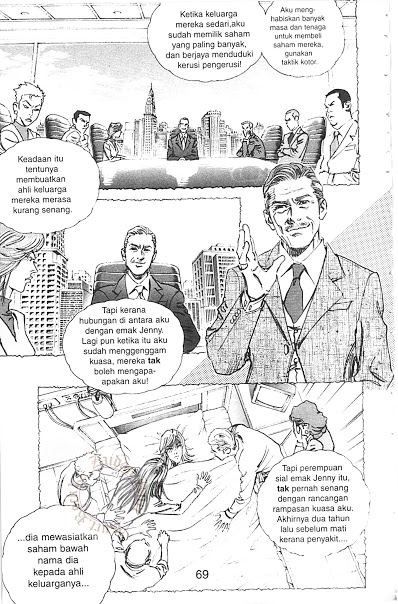 Ketika keluarga
mereka sedari,aku
sudah memilik saham
yang paling banyak,
dan berjaya menduduki
kerusi pengerusi!
Aku meng-
habiskan banyak
masa dan tenaga
untuk membeli
saham mereka,
gunakan
taktik kotor.
Keadaan itu
tentunya
membuatkan
ahli keluarga
mereka merasa
kurang senang.
Tapi kerana
hubungan di antara aku
dengan emak Jenny.
Lagi pun ketika itu aku
sudah menggenggam
kuasa, mereka tak
boleh mengapa-
apakan aku!
Tapi perempuan
sial emak Jenny itu,
tak pernah senang
dengan rancangan
rampasan kuasa aku.
Akhirnya dua tahun
lalu sebelum mati
kerana penyakit....
...dia mewasiatkan
saham bawah
nama dia
kepada ahli
keluarganya...
69